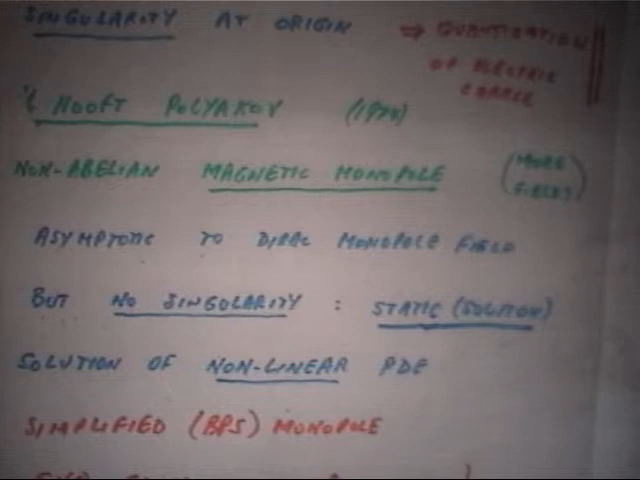 SINGULARITY AT ORIGIN ⇒ QUANTIZATION
OF ELECTRIC
CHARGE
't HOOFT POLYAKOV (1974)
NON-ABELIAN MAGNETIC MONOPOLE (MORE
FIELDS)
ASYMPTOTIC TO DIRAC MONOPOLE FIELD
BUT NO SINGULARITY : STATIC (SOLITON)
SOLUTION OF NON-LINEAR PDE
SIMPLIFIED (BPS) MONOPOLE